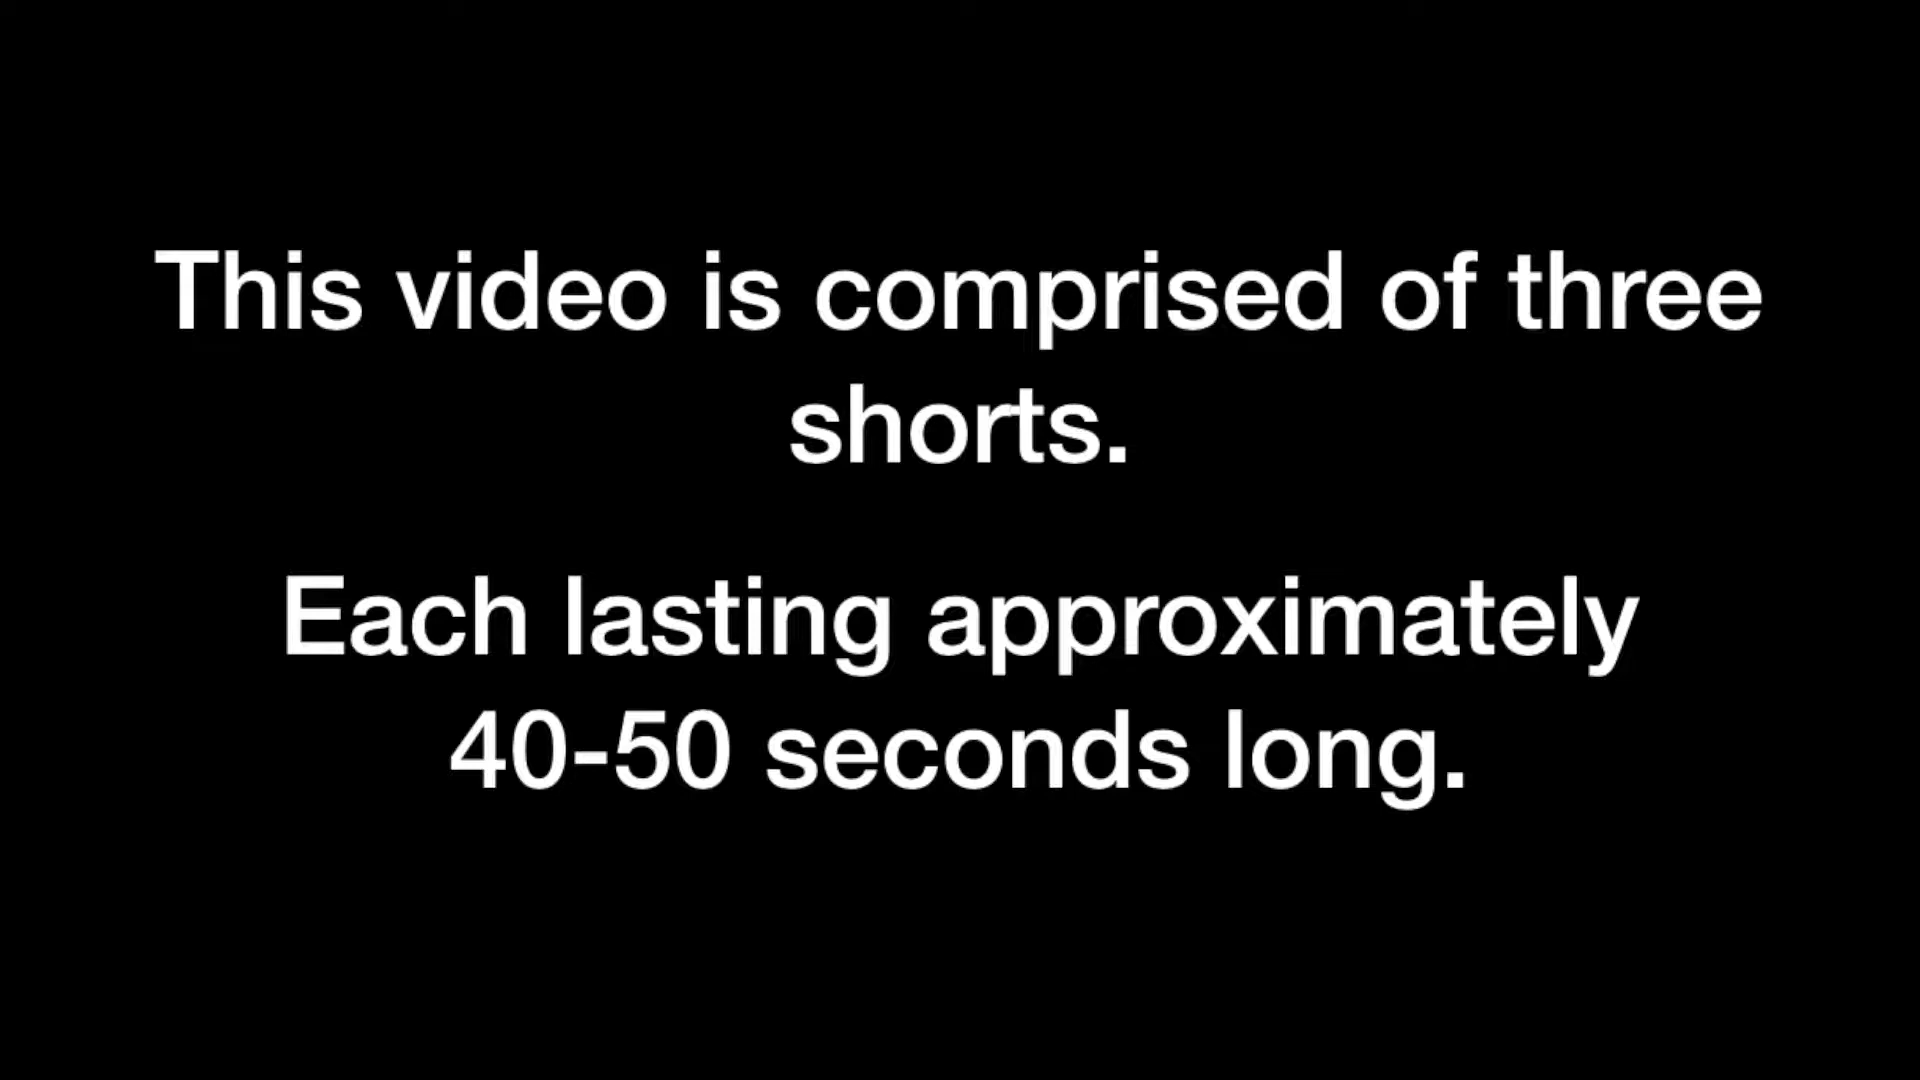 This video is comprised of three
shorts.
Each lasting approximately
40-50 seconds long.